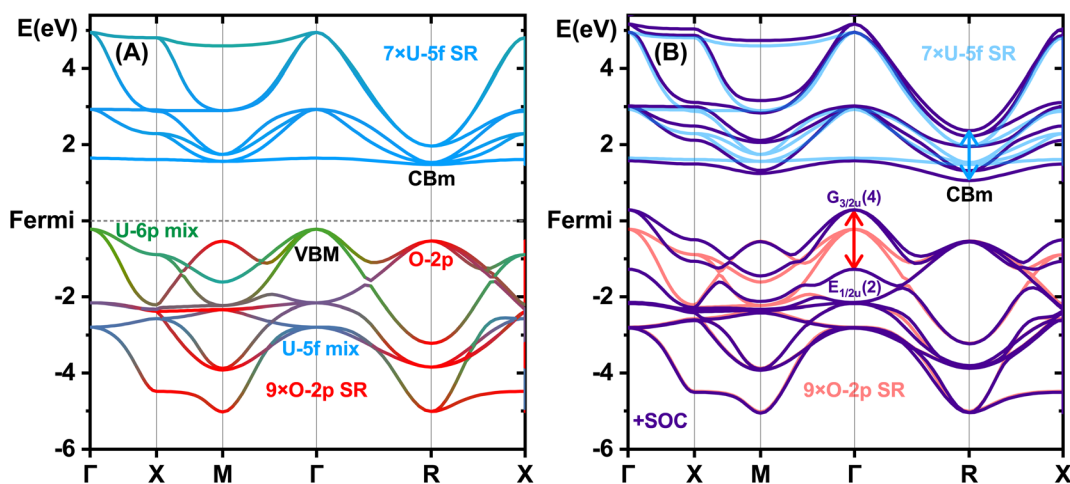 E(eV)
(A)
7×U-5f SR
4
2
CBm
Fermi
U-6p mix
VBM
O-2p
-2
U-5f mix
-4
9×O-2p SR
-6
Γ X M Γ R X
E(eV)
(B)
7×U-5f SR
4
2
CBm
G3/2u(4)
Fermi
E1/2u(2)
-2
-4
9×O-2p SR
+SOC
-6
Γ X M Γ R X